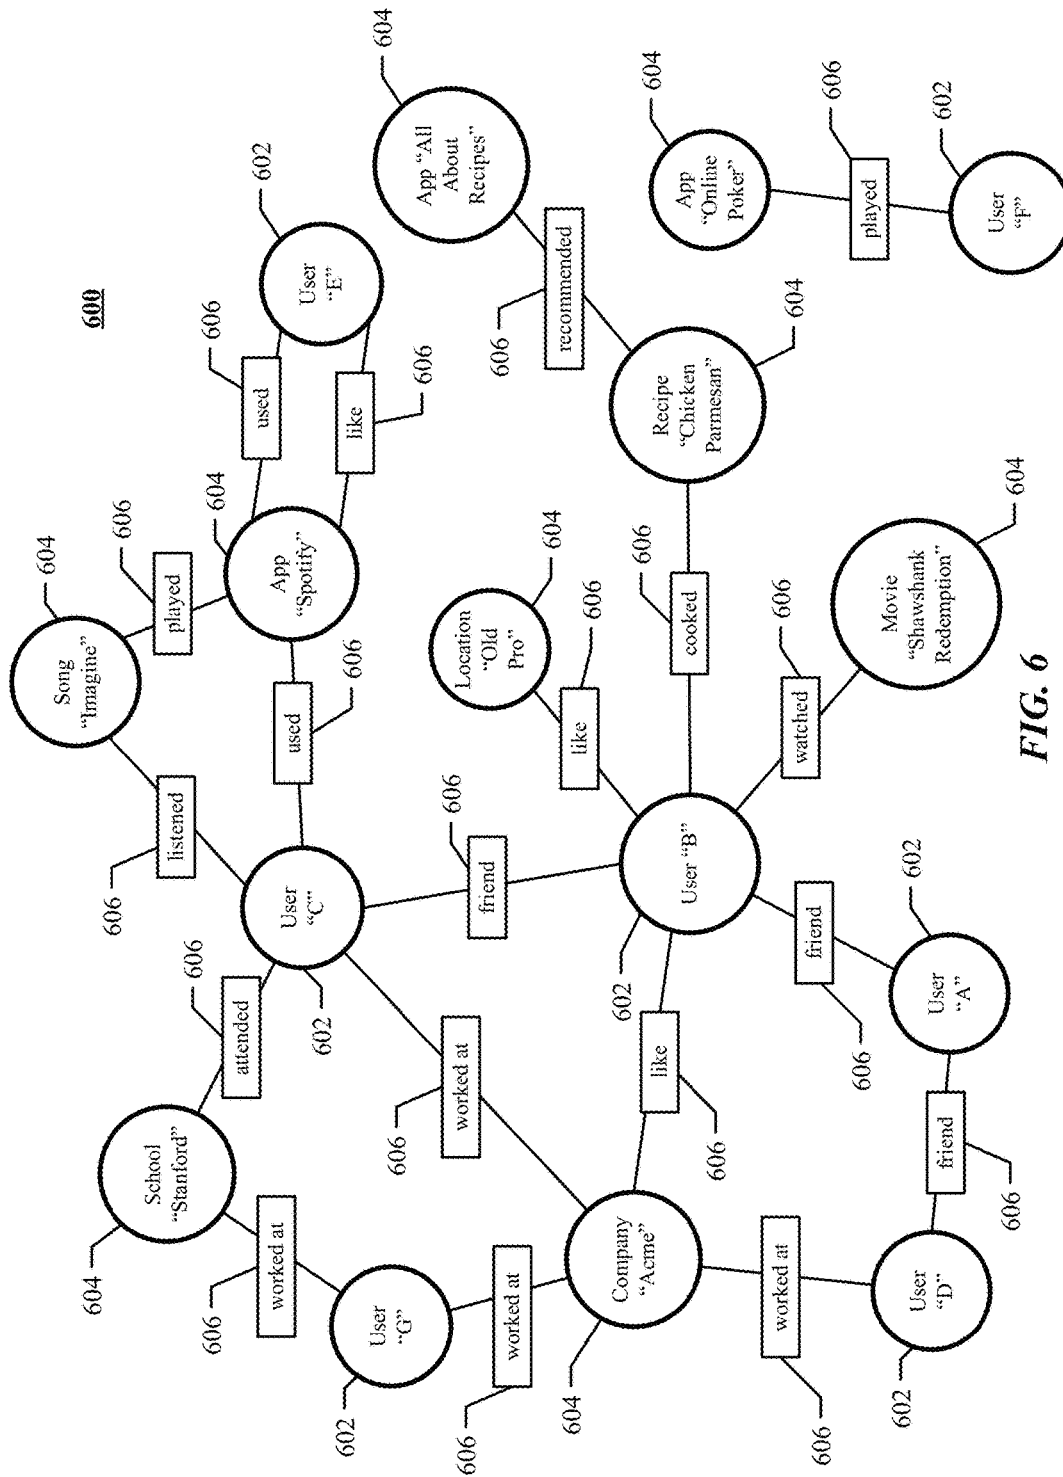 604
Song
"Imagine"
600
604
School
"Stanford"
606
listened
606
played
606
attended
606
606
used
602
606
worked at
604
App
"Spotify"
User
"E"
602
User
"C"
602
606
used
606
like
606
602
User
"G"
606
worked at
604
App "All
About
Recipes"
606
friend
606
worked at
604
Location
"Old
Pro"
606
recommended
604
Company
"Acme"
606
like
602
606
like
User "B"
606
cooked
604
Recipe
"Chicken
Parmesan"
604
App
"Online
Poker"
606
worked at
606
friend
606
watched
606
played
602
User
"D"
606
friend
602
User
"A"
604
Movie
"Shawshank
Redemption"
602
User
"F"
FIG. 6